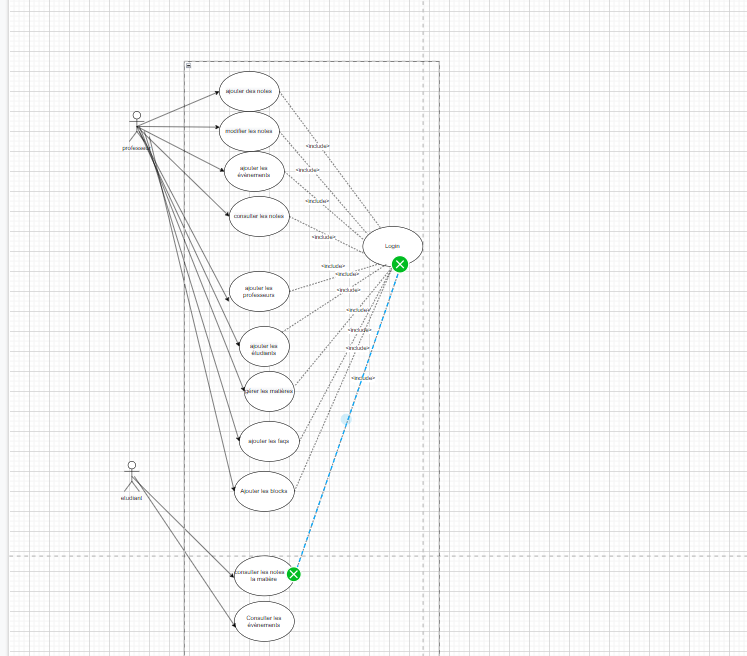 ajouter des notes
professeur
modifier les notes
<include>
ajouter les
évènements
<include>
<include>
consulter les notes
<include>
Login
<include>
<include>
ajouter les
professeurs
<include>
<include>
<include>
ajouter les
étudiants
<include>
<include>
gérer les matières
ajouter les faqs
Ajouter les blocks
etudiant
consulter les notes
la matière
Consulter les
évènements